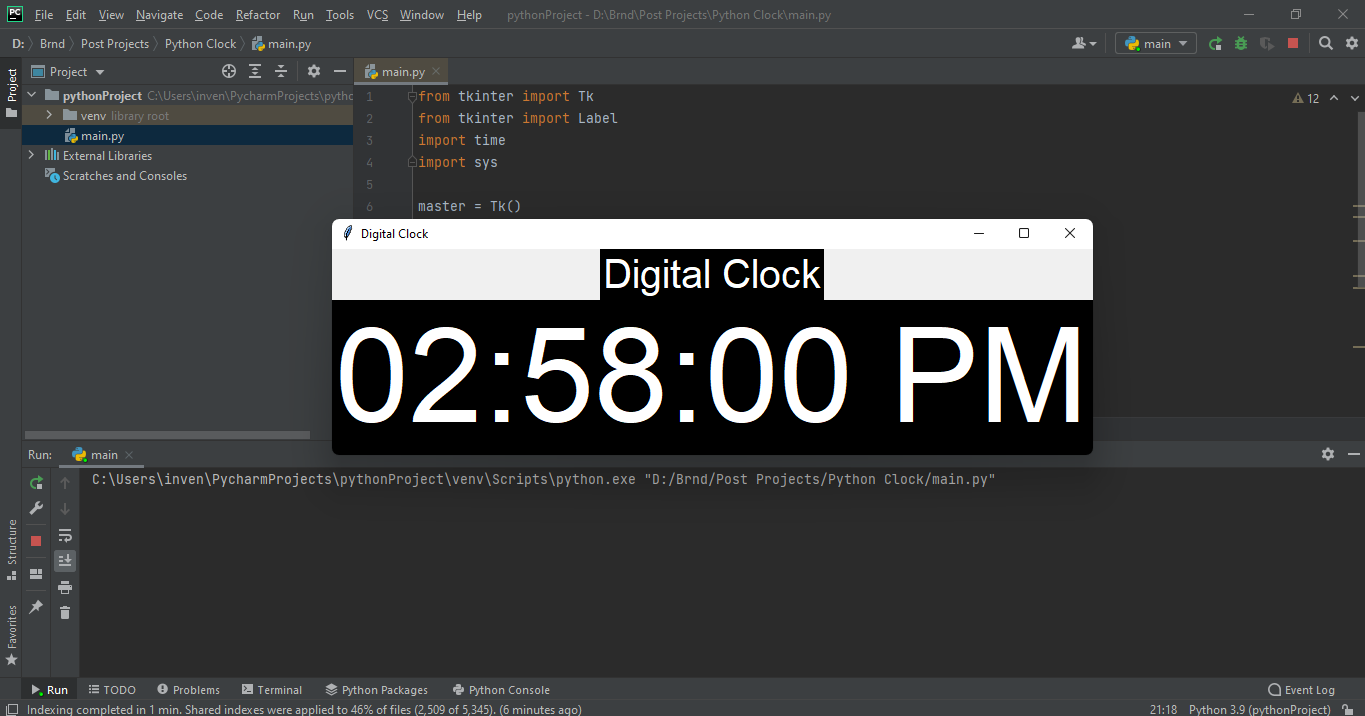 PC File Edit View Navigate Code Refactor Run Tools VCS Window Help pythonProject - D:\Brnd\Post Projects\Python Clock\main.py
D: Brnd Post Projects Python Clock main.py main
Project Project main.py
pythonProject C:\Users\inven\PycharmProjects\pytho
venv library root
main.py
External Libraries
Scratches and Consoles
1 from tkinter import Tk 12
2 from tkinter import Label
3 import time
4 import sys
5
6 master = Tk()
Digital Clock
Digital Clock
02:58:00 PM
Run: main
C:\Users\inven\PycharmProjects\pythonProject\venv\Scripts\python.exe "D:/Brnd/Post Projects/Python Clock/main.py"
Structure
Favorites
Run TODO Problems Terminal Python Packages Python Console Event Log
Indexing completed in 1 min. Shared indexes were applied to 46% of files (2,509 of 5,345). (6 minutes ago) 21:18 Python 3.9 (pythonProject)